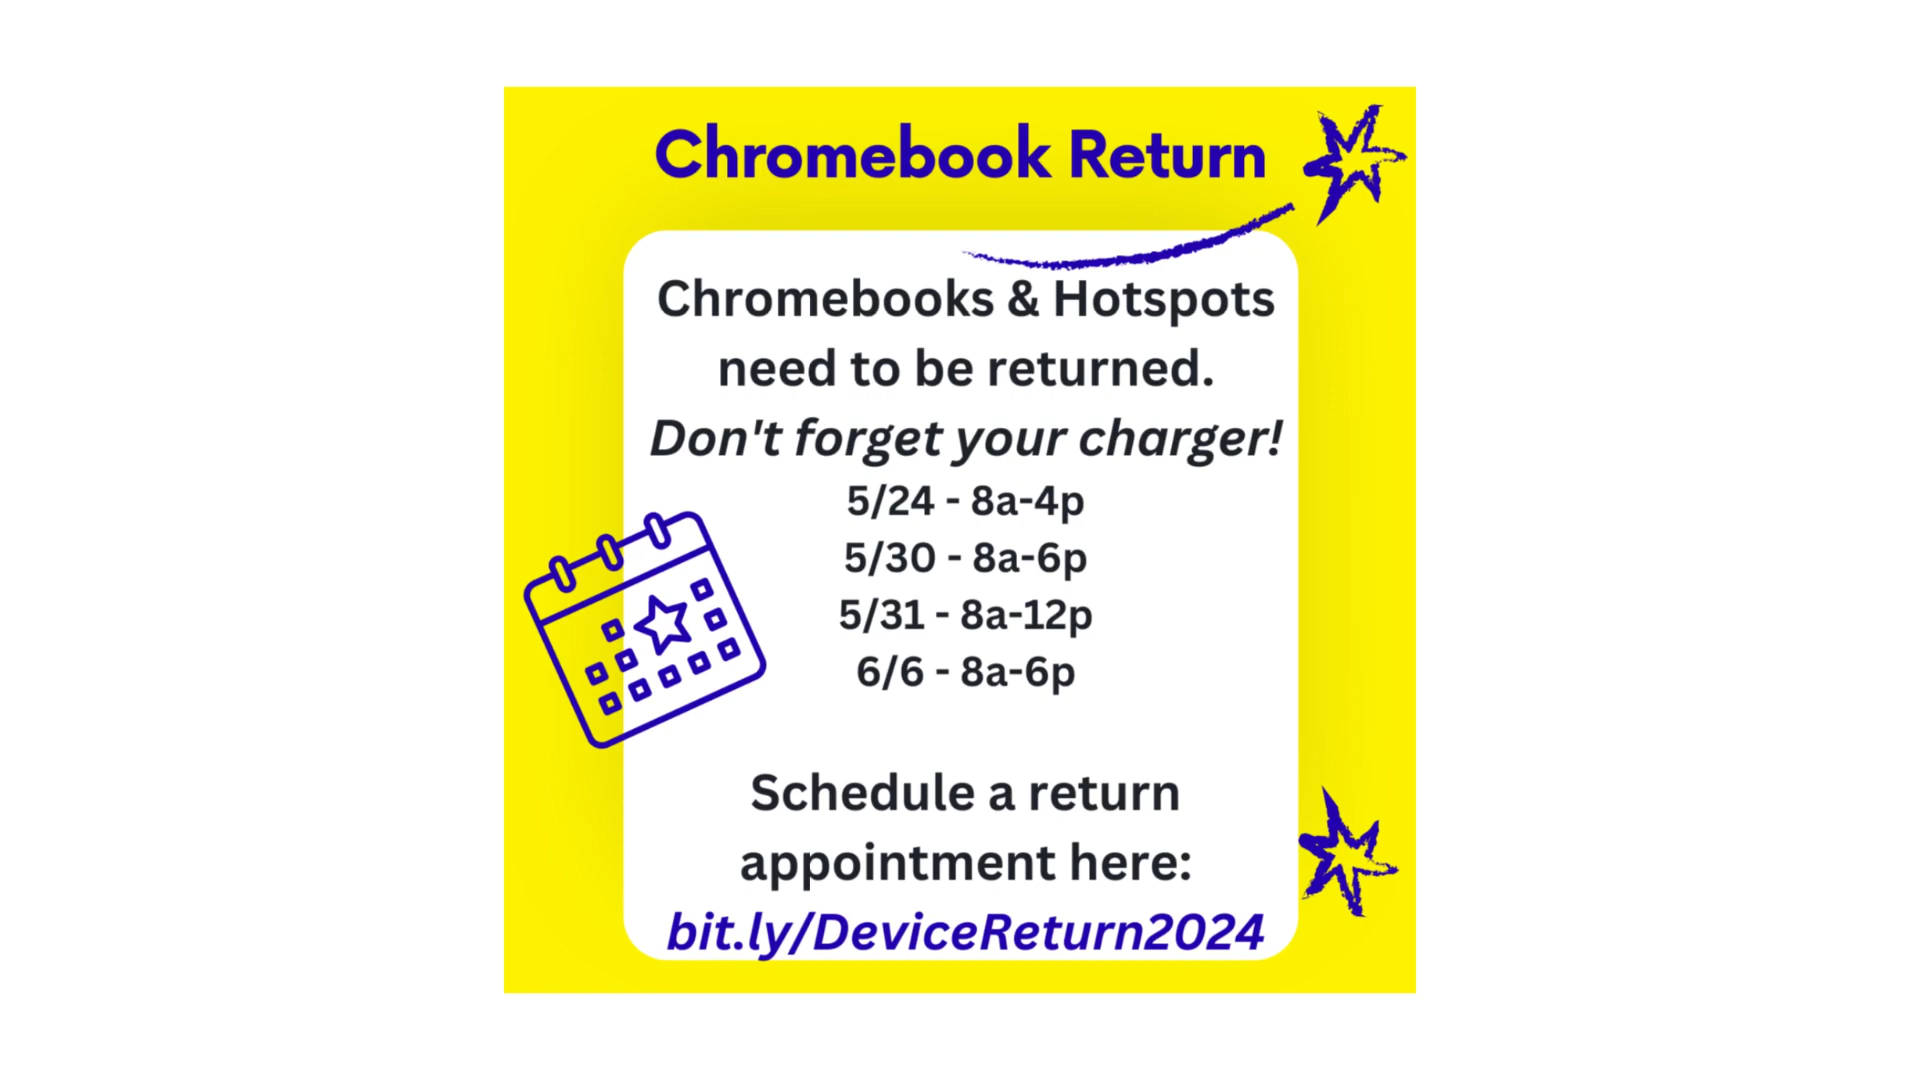 Chromebook Return
Chromebooks & Hotspots
need to be returned.
Don't forget your charger!
5/24 - 8a-4p
5/30 - 8a-6p
5/31 - 8a-12p
6/6 - 8a-6p
Schedule a return
appointment here:
bit.ly/DeviceReturn2024